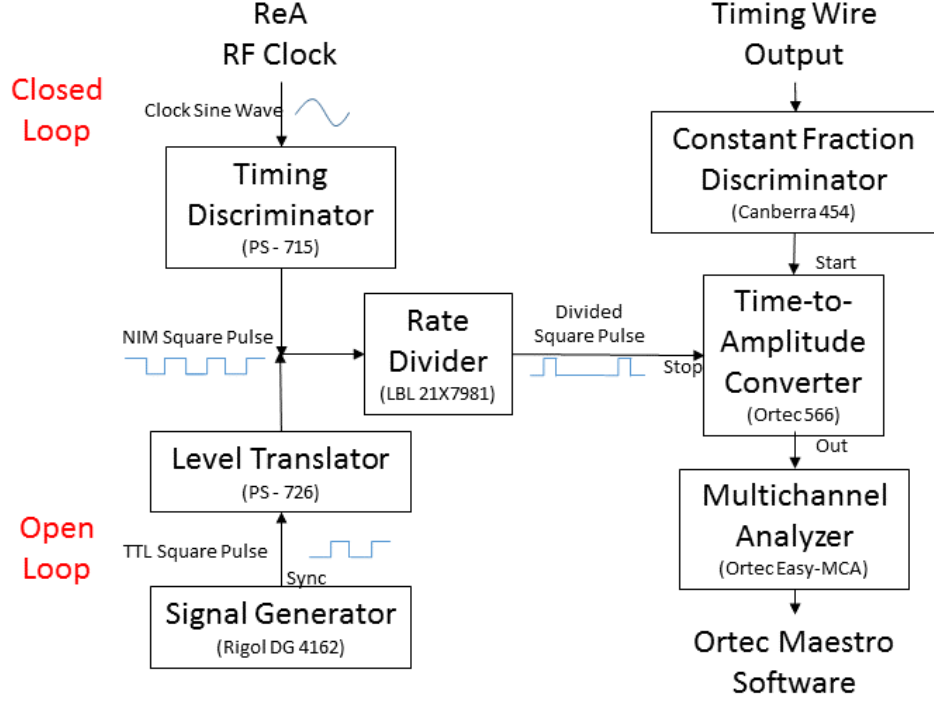 ReA
RF Clock
Closed
Loop
Clock Sine Wave
Timing
Discriminator
(PS - 715)
NIM Square Pulse
Rate
Divider
(LBL 21X7981)
Divided
Square Pulse
Stop
Level Translator
(PS - 726)
Open
Loop
TTL Square Pulse
Sync
Signal Generator
(Rigol DG 4162)
Timing Wire
Output
Constant Fraction
Discriminator
(Canberra 454)
Start
Time-to-
Amplitude
Converter
(Ortec 566)
Out
Multichannel
Analyzer
(Ortec Easy-MCA)
Ortec Maestro
Software